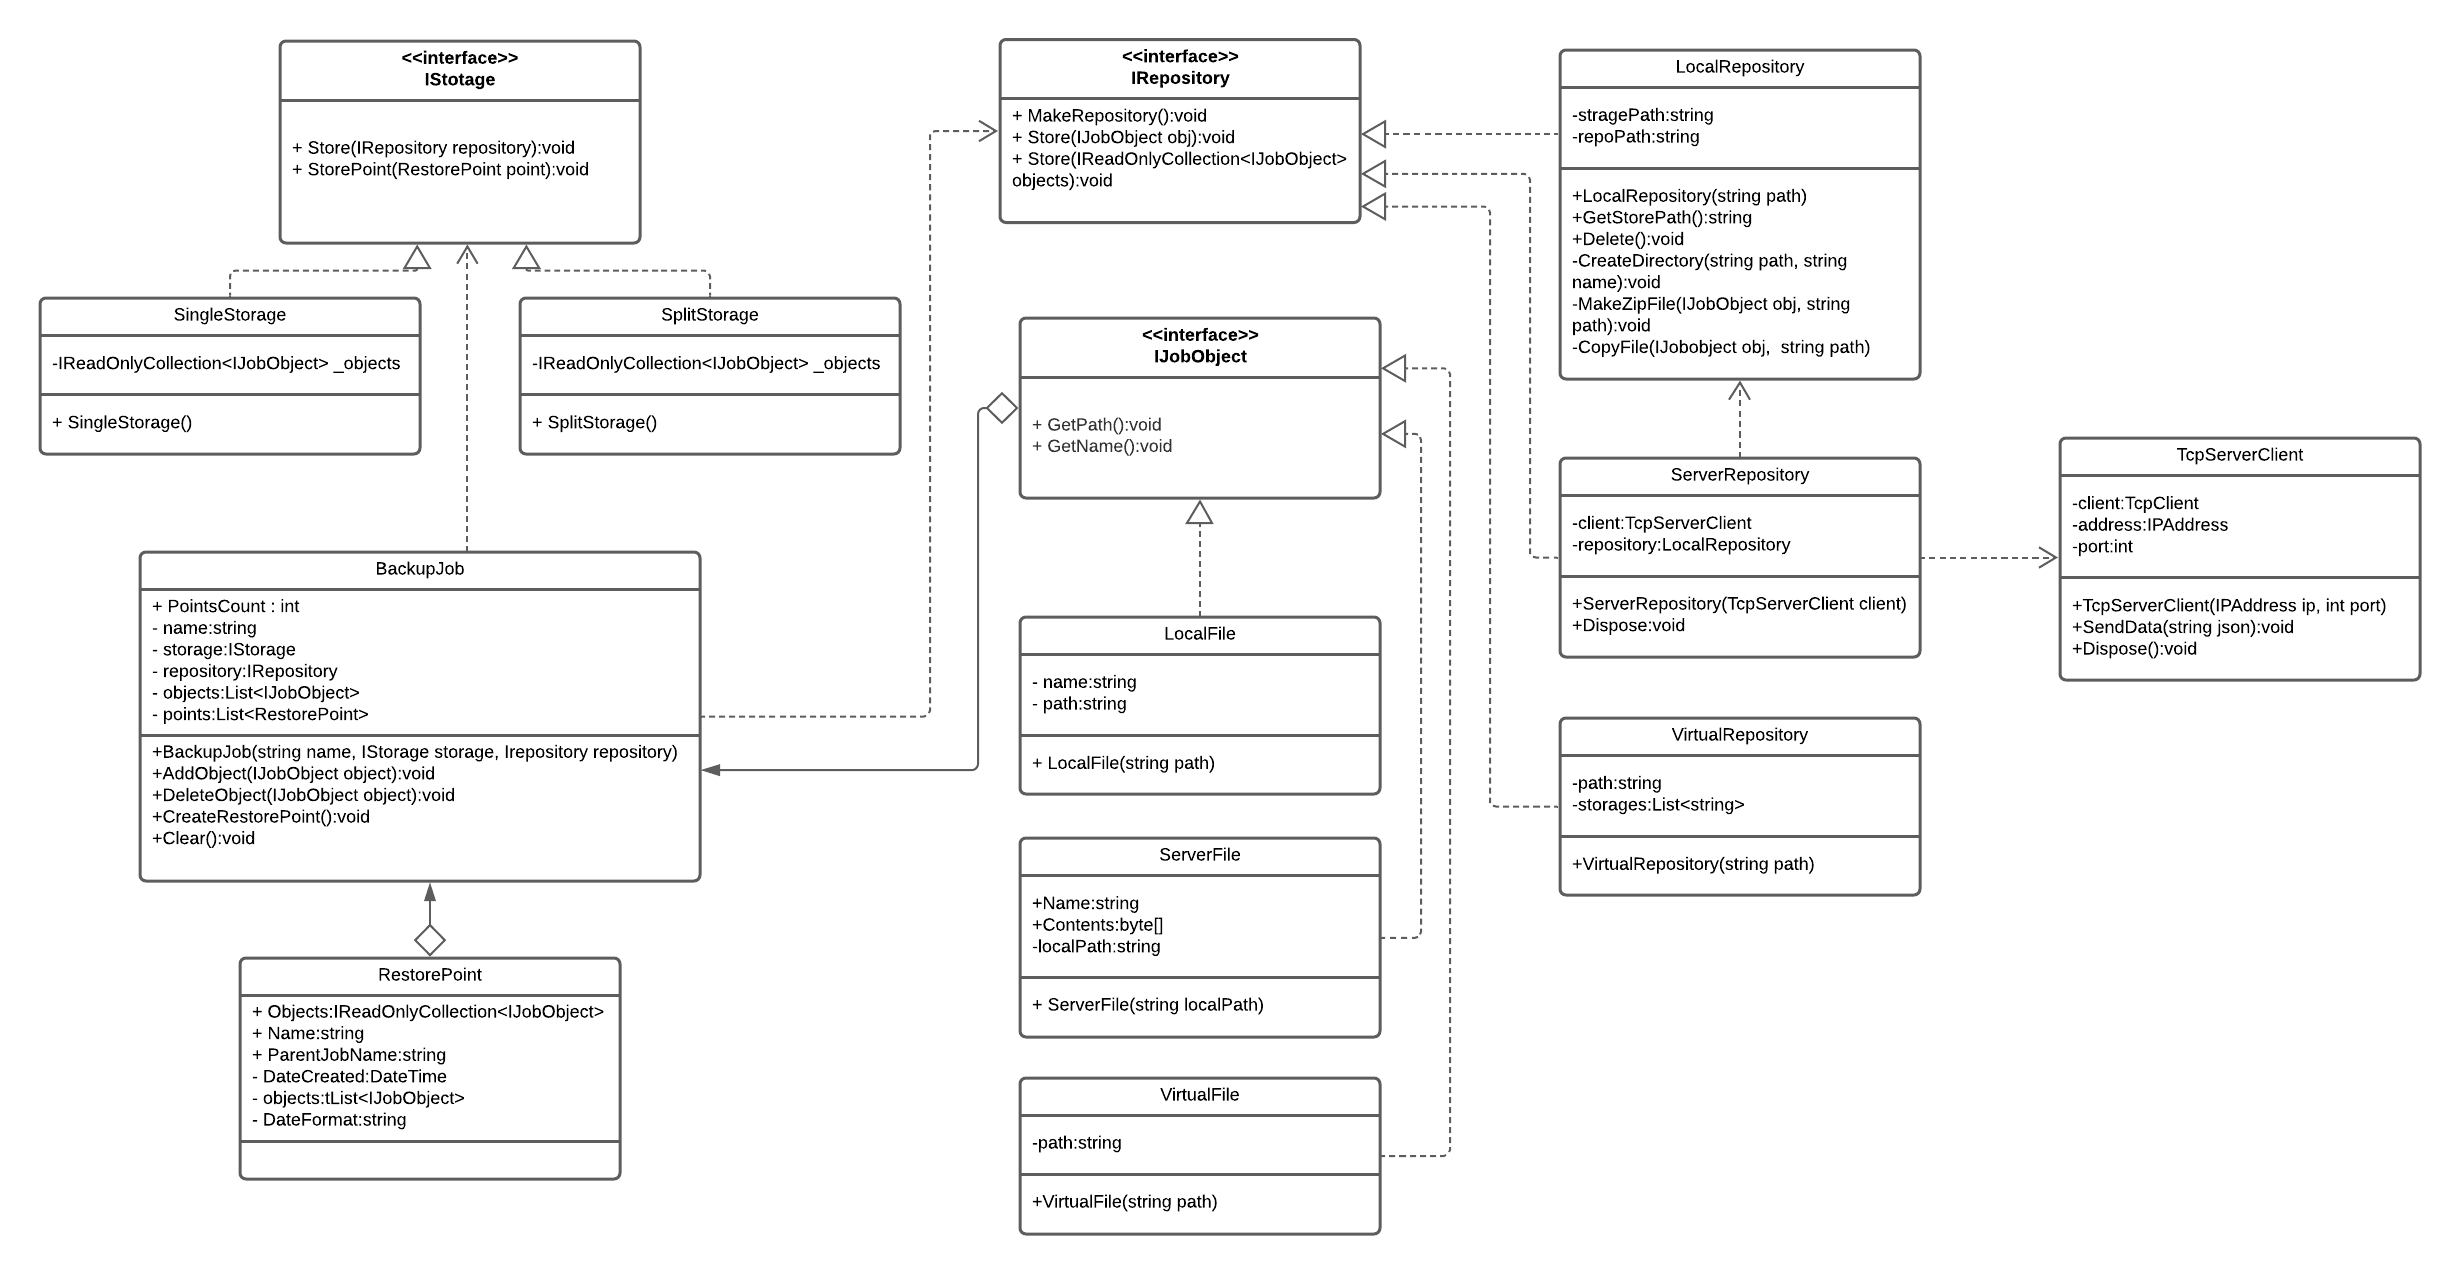 <<interface>>
IStotage
+ Store(IRepository repository):void
+ StorePoint(RestorePoint point):void
SingleStorage
-IReadOnlyCollection<IJobObject> _objects
+ SingleStorage()
SplitStorage
-IReadOnlyCollection<IJobObject> _objects
+ SplitStorage()
BackupJob
+ PointsCount : int
- name:string
- storage:IStorage
- repository:IRepository
- objects:List<IJobObject>
- points:List<RestorePoint>
+BackupJob(string name, IStorage storage, Irepository repository)
+AddObject(IJobObject object):void
+DeleteObject(IJobObject object):void
+CreateRestorePoint():void
+Clear():void
RestorePoint
+ Objects:IReadOnlyCollection<IJobObject>
+ Name:string
+ ParentJobName:string
- DateCreated:DateTime
- objects:tList<IJobObject>
- DateFormat:string
<<interface>>
IRepository
+ MakeRepository():void
+ Store(IJobObject obj):void
+ Store(IReadOnlyCollection<IJobObject>
objects):void
<<interface>>
IJobObject
+ GetPath():void
+ GetName():void
LocalFile
- name:string
- path:string
+ LocalFile(string path)
ServerFile
+Name:string
+Contents:byte[]
-localPath:string
+ ServerFile(string localPath)
VirtualFile
-path:string
+VirtualFile(string path)
LocalRepository
-stragePath:string
-repoPath:string
+LocalRepository(string path)
+GetStorePath():string
+Delete():void
-CreateDirectory(string path, string
name):void
-MakeZipFile(IJobObject obj, string
path):void
-CopyFile(IJobobject obj,  string path)
ServerRepository
-client:TcpServerClient
-repository:LocalRepository
+ServerRepository(TcpServerClient client)
+Dispose:void
VirtualRepository
-path:string
-storages:List<string>
+VirtualRepository(string path)
TcpServerClient
-client:TcpClient
-address:IPAddress
-port:int
+TcpServerClient(IPAddress ip, int port)
+SendData(string json):void
+Dispose():void